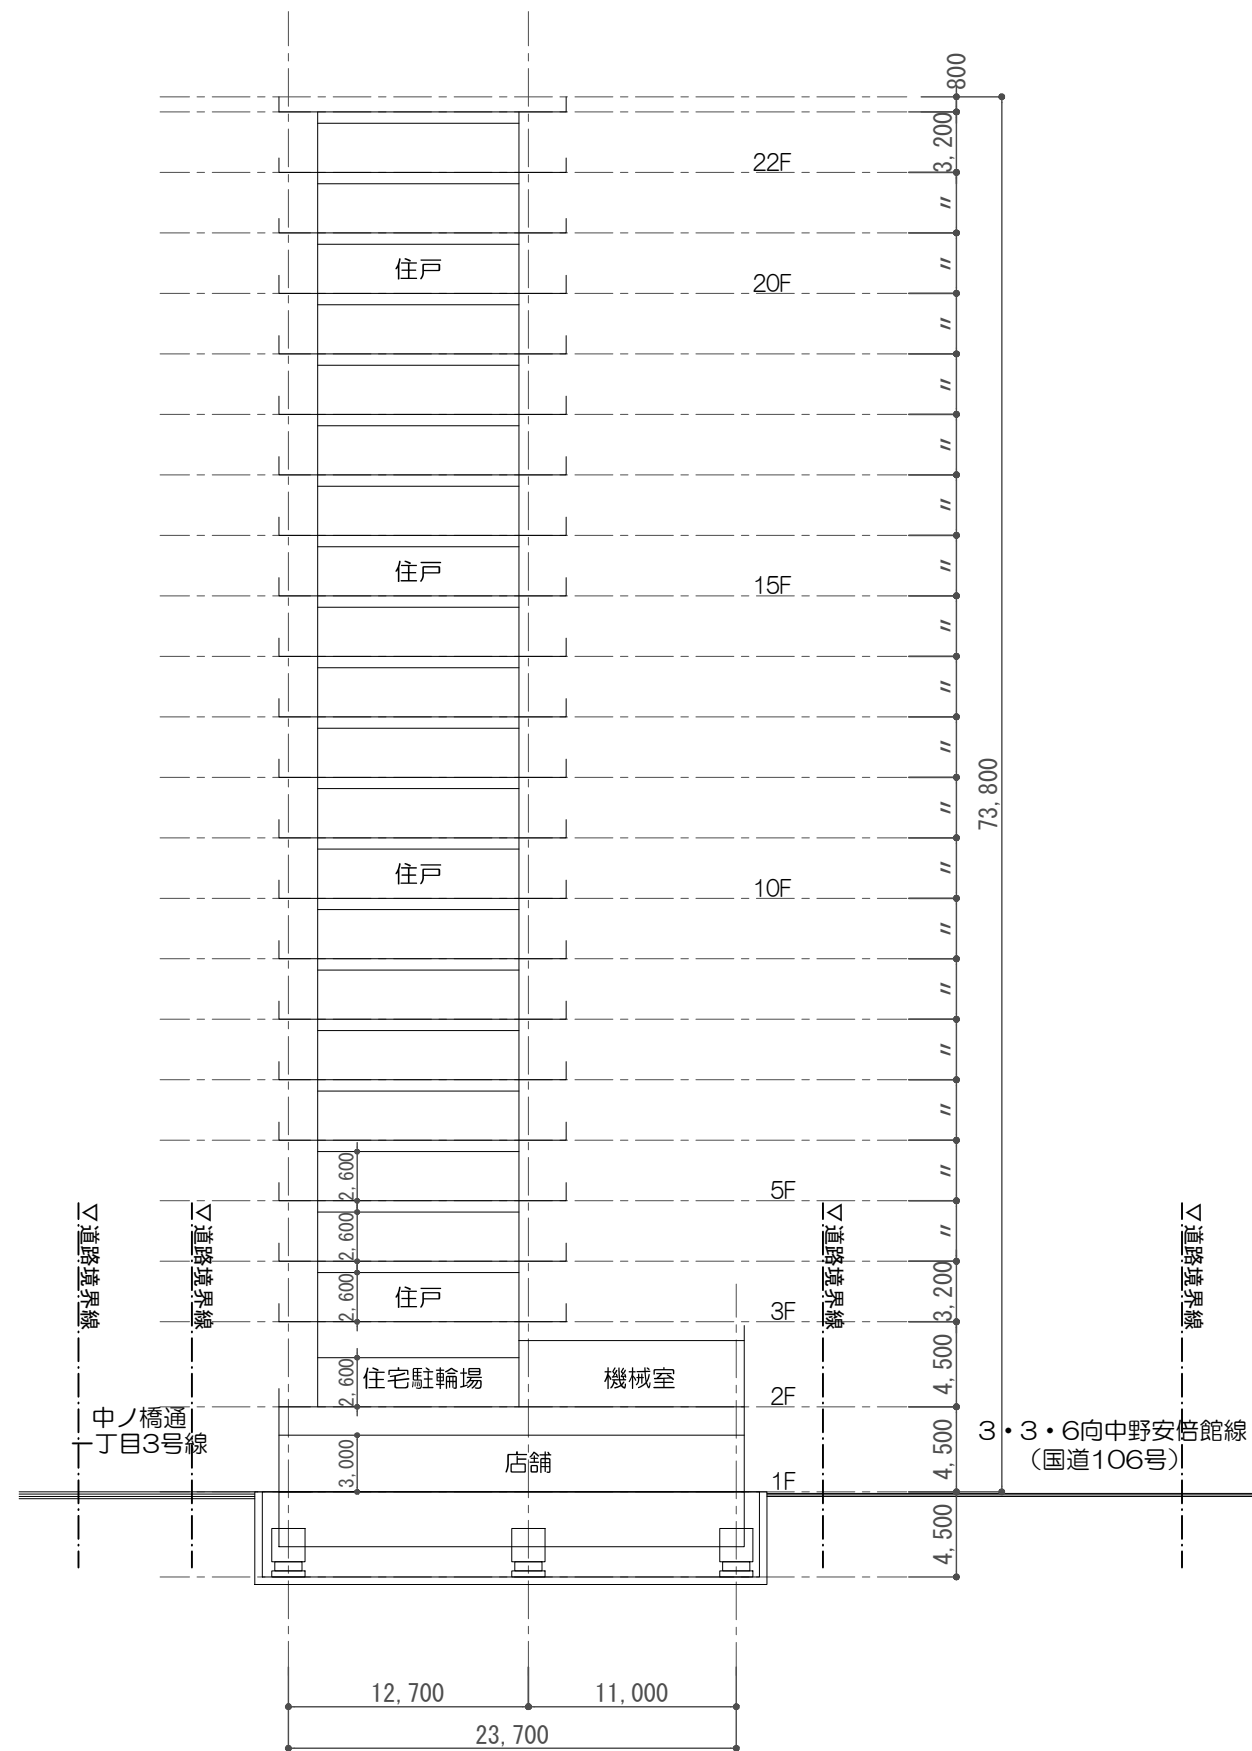 800
3,200
22F
〃
〃
住戸
20F
〃
〃
〃
〃
〃
住戸
15F
〃
〃
〃
73,800
〃
〃
住戸
10F
〃
〃
〃
〃
2,600
〃
5F
2,600
〃
▽道路境界線
▽道路境界線
▽道路境界線
▽道路境界線
2,600
住戸
3,200
3F
2,600
住宅駐輪場
機械室
4,500
2F
中ノ橋通
一丁目3号線
3・3・6向中野安倍館線
(国道106号)
3,000
店舗
4,500
1F
4,500
12,700
11,000
23,700